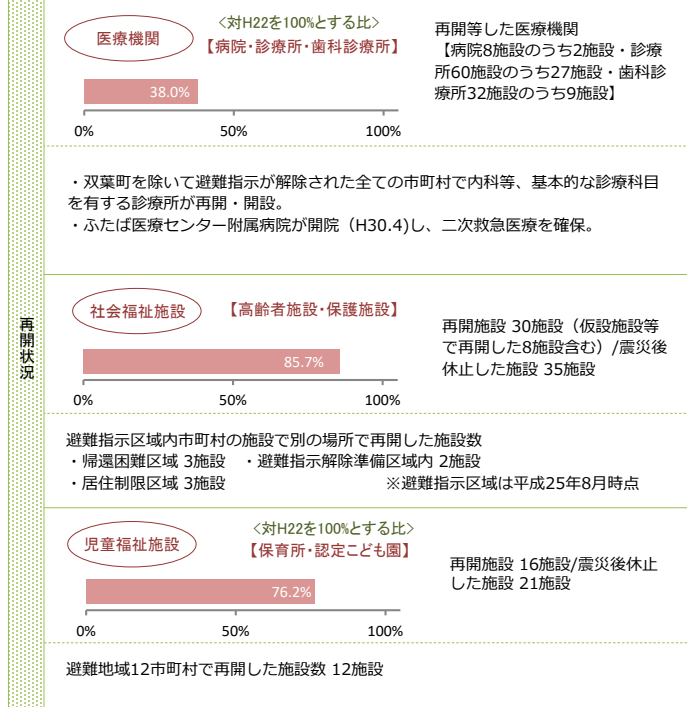 再開状況
医療機関
<対H22を100%とする比>
【病院・診療所・歯科診療所】
38.0%
0% 50% 100%
再開等した医療機関
【病院8施設のうち2施設・診療
所60施設のうち27施設・歯科診
療所32施設のうち9施設】
・双葉町を除いて避難指示が解除された全ての市町村で内科等、基本的な診療科目
を有する診療所が再開・開設。
・ふたば医療センター附属病院が開院（H30.4)し、二次救急医療を確保。
社会福祉施設
【高齢者施設・保護施設】
85.7%
0% 50% 100%
再開施設 30施設（仮設施設等
で再開した8施設含む）/震災後
休止した施設 35施設
避難指示区域内市町村の施設で別の場所で再開した施設数
・帰還困難区域 3施設 ・避難指示解除準備区域内 2施設
・居住制限区域 3施設 ※避難指示区域は平成25年8月時点
児童福祉施設
<対H22を100%とする比>
【保育所・認定こども園】
76.2%
0% 50% 100%
再開施設 16施設/震災後休止
した施設 21施設
避難地域12市町村で再開した施設数 12施設